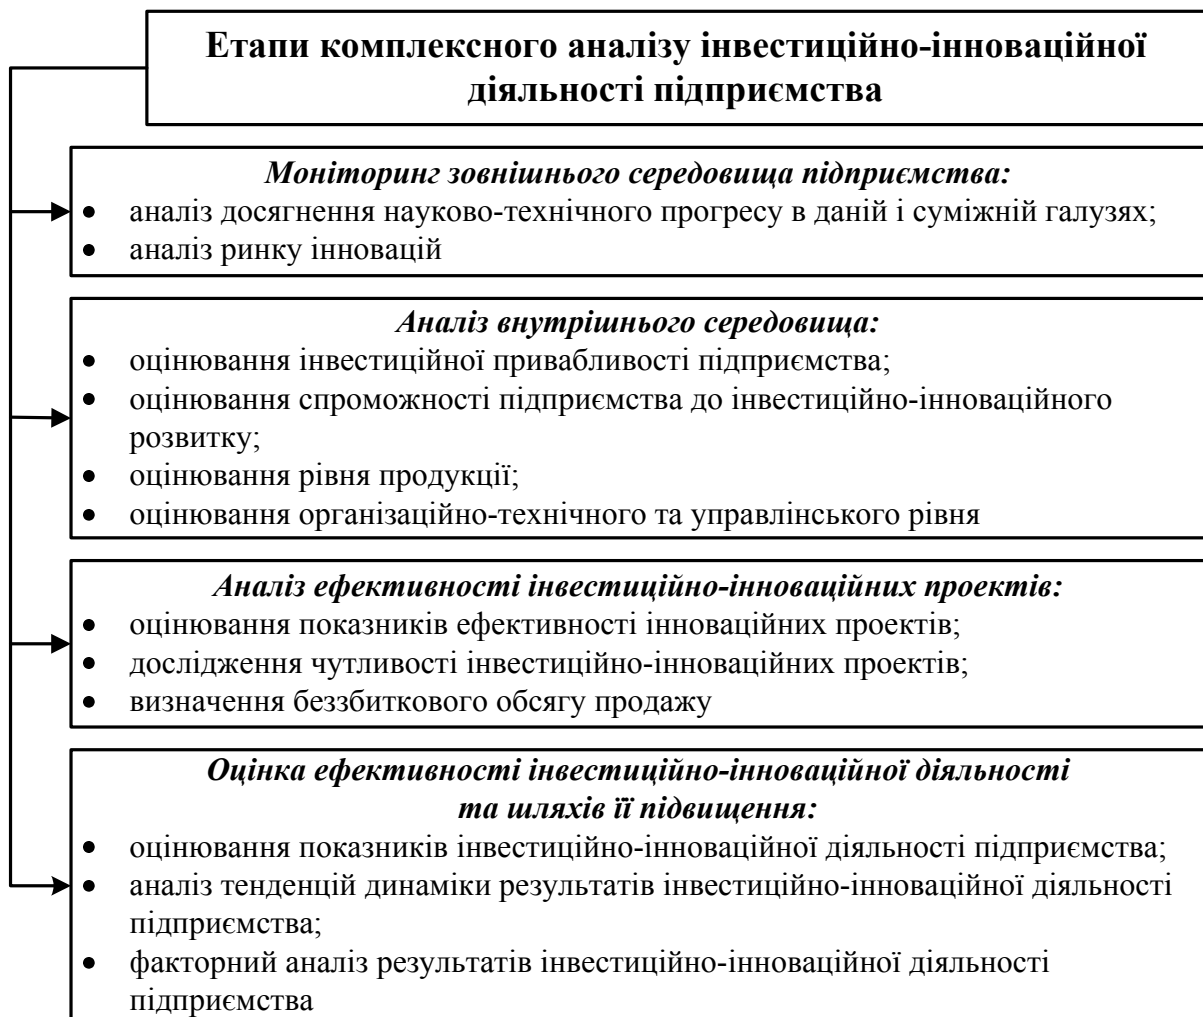 Етапи комплексного аналізу інвестиційно-інноваційної
діяльності підприємства
Моніторинг зовнішнього середовища підприємства:
• аналіз досягнення науково-технічного прогресу в даній і суміжній галузях;
• аналіз ринку інновацій
Аналіз внутрішнього середовища:
• оцінювання інвестиційної привабливості підприємства;
• оцінювання спроможності підприємства до інвестиційно-інноваційного
розвитку;
• оцінювання рівня продукції;
• оцінювання організаційно-технічного та управлінського рівня
Аналіз ефективності інвестиційно-інноваційних проектів:
• оцінювання показників ефективності інноваційних проектів;
• дослідження чутливості інвестиційно-інноваційних проектів;
• визначення беззбиткового обсягу продажу
Оцінка ефективності інвестиційно-інноваційної діяльності
та шляхів її підвищення:
• оцінювання показників інвестиційно-інноваційної діяльності підприємства;
• аналіз тенденцій динаміки результатів інвестиційно-інноваційної діяльності
підприємства;
• факторний аналіз результатів інвестиційно-інноваційної діяльності
підприємства